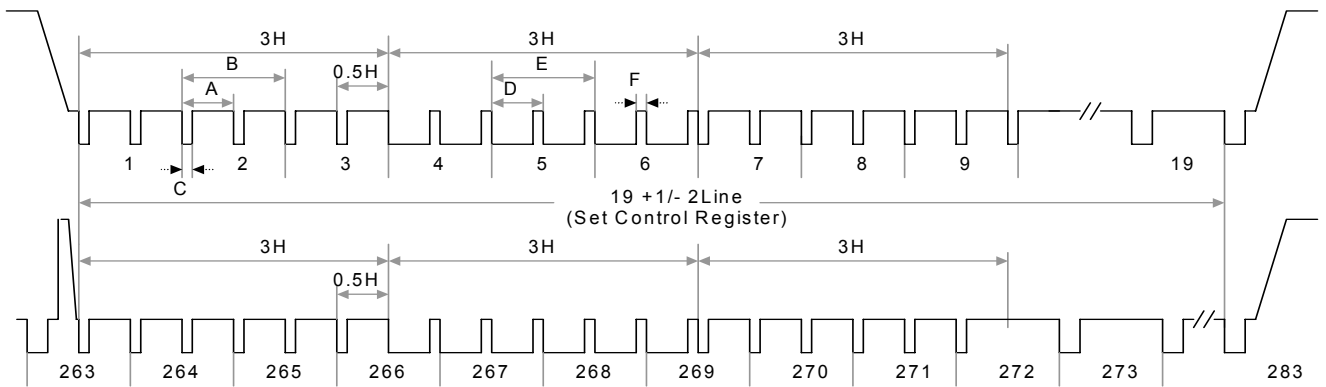 3H 3H 3H
B E
0.5H F
A D
1 2 3 4 5 6 7 8 9 19
C
19 +1/- 2Line
(Set Control Register)
3H 3H 3H
0.5H
263 264 265 266 267 268 269 270 271 272 273 283